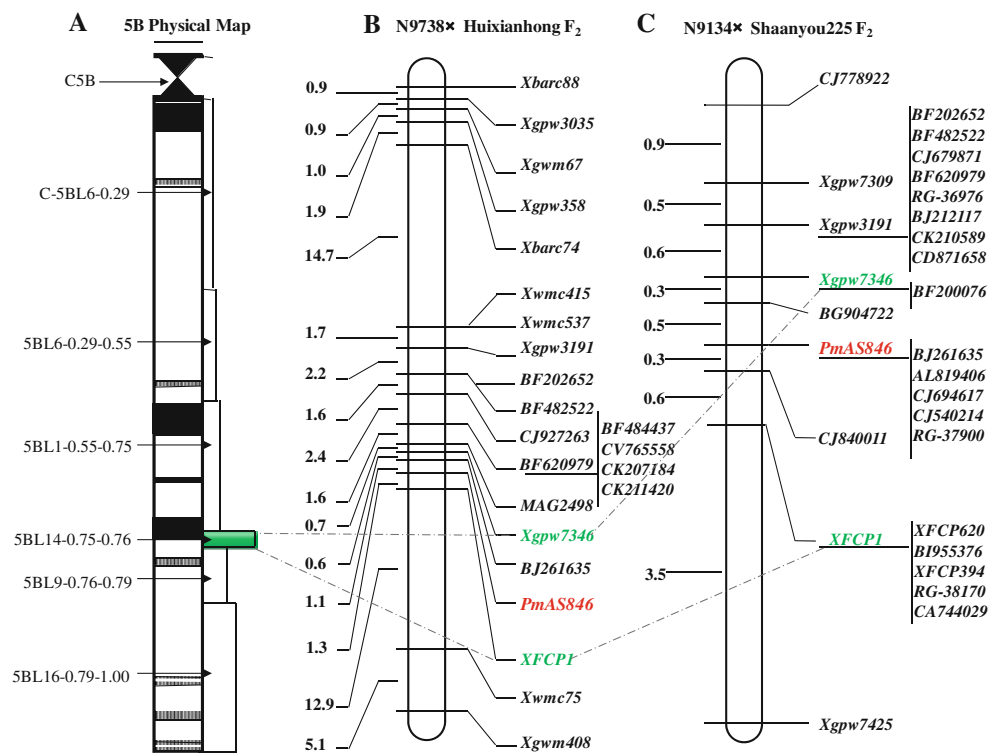 A
5B Physical Map
C5B
C-5BL6-0.29
5BL6-0.29-0.55
5BL1-0.55-0.75
5BL14-0.75-0.76
5BL9-0.76-0.79
5BL16-0.79-1.00
B
N9738× Huixianhong F2
0.9
0.9
1.0
1.9
14.7
1.7
2.2
1.6
2.4
1.6
0.7
0.6
1.1
1.3
12.9
5.1
Xbarc88
Xgpw3035
Xgwm67
Xgpw358
Xbarc74
Xwmc415
Xwmc537
Xgpw3191
BF202652
BF482522
CJ927263
BF620979
MAG2498
Xgpw7346
BJ261635
PmAS846
XFCP1
Xwmc75
Xgwm408
BF484437
CV765558
CK207184
CK211420
C
N9134× Shaanyou225 F2
0.9
0.5
0.6
0.3
0.5
0.3
0.6
3.5
CJ778922
Xgpw7309
Xgpw3191
Xgpw7346
BG904722
PmAS846
CJ840011
XFCP1
Xgpw7425
BF202652
BF482522
CJ679871
BF620979
RG-36976
BJ212117
CK210589
CD871658
BF200076
BJ261635
AL819406
CJ694617
CJ540214
RG-37900
XFCP620
BI955376
XFCP394
RG-38170
CA744029